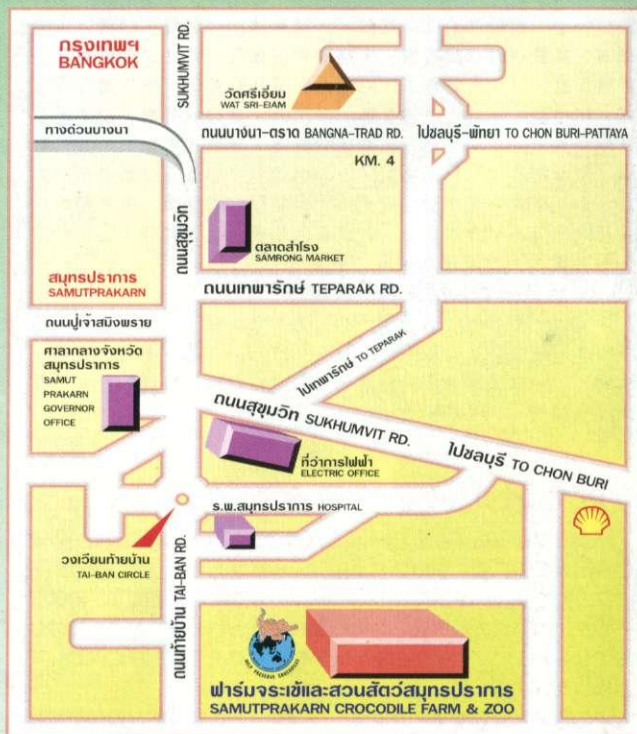 กรุงเทพฯ
BANGKOK
SUKHUMVIT RD.
วัดศรีเอี่ยม
WAT SRI-EIAM
ทางด่วนบางนา
ถนนบางนา-ตราด BANGNA-TRAD RD.
ไปชลบุรี-พัทยา TO CHON BURI-PATTAYA
KM. 4
ถนนสุขุมวิท
ตลาดสำโรง
SAMRONG MARKET
สมุทรปราการ
SAMUTPRAKARN
ถนนเทพารักษ์ TEPARAK RD.
ถนนปู่เจ้าสมิงพราย
ศาลากลางจังหวัด
สมุทรปราการ
SAMUT
PRAKARN
GOVERNOR
OFFICE
ไปเทพารักษ์ TO TEPARAK
ถนนสุขุมวิท SUKHUMVIT RD.
ไปชลบุรี TO CHON BURI
ที่ว่าการไฟฟ้า
ELECTRIC OFFICE
ร.พ.สมุทรปราการ HOSPITAL
วงเวียนท้ายบ้าน
TAI-BAN CIRCLE
ถนนท้ายบ้าน TAI-BAN RD.
ฟาร์มจระเข้และสวนสัตว์สมุทรปราการ
SAMUTPRAKARN CROCODILE FARM & ZOO